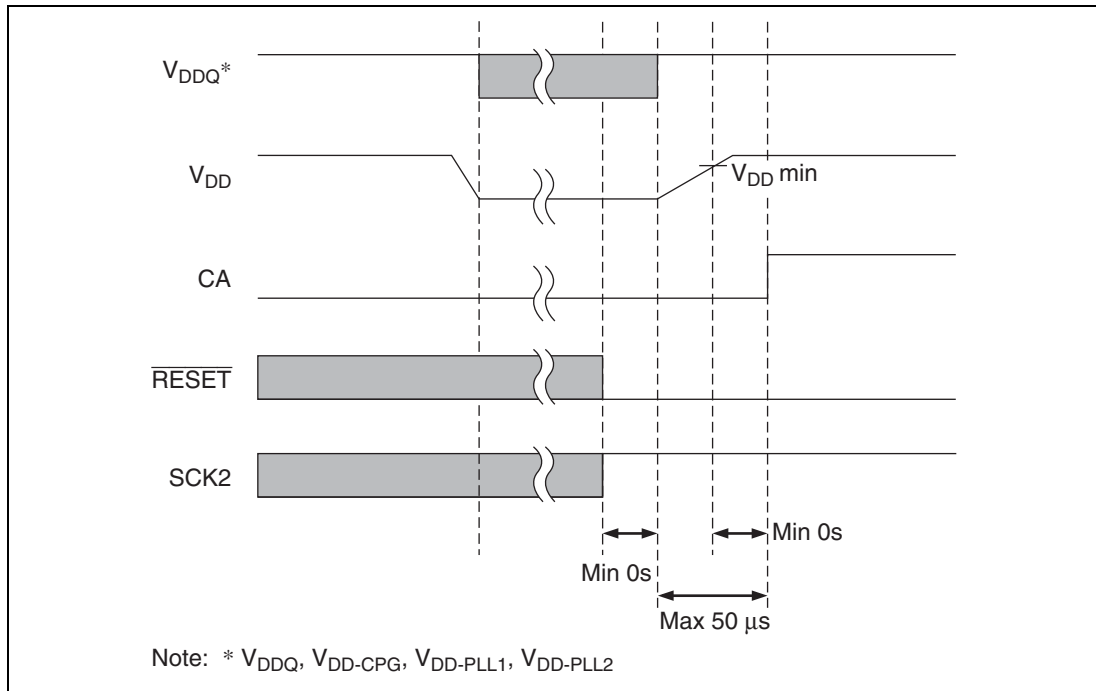 VDDQ*
VDD
VDD min
CA
RESET
SCK2
Min 0s
Min 0s
Max 50 μs
Note: * VDDQ, VDD-CPG, VDD-PLL1, VDD-PLL2